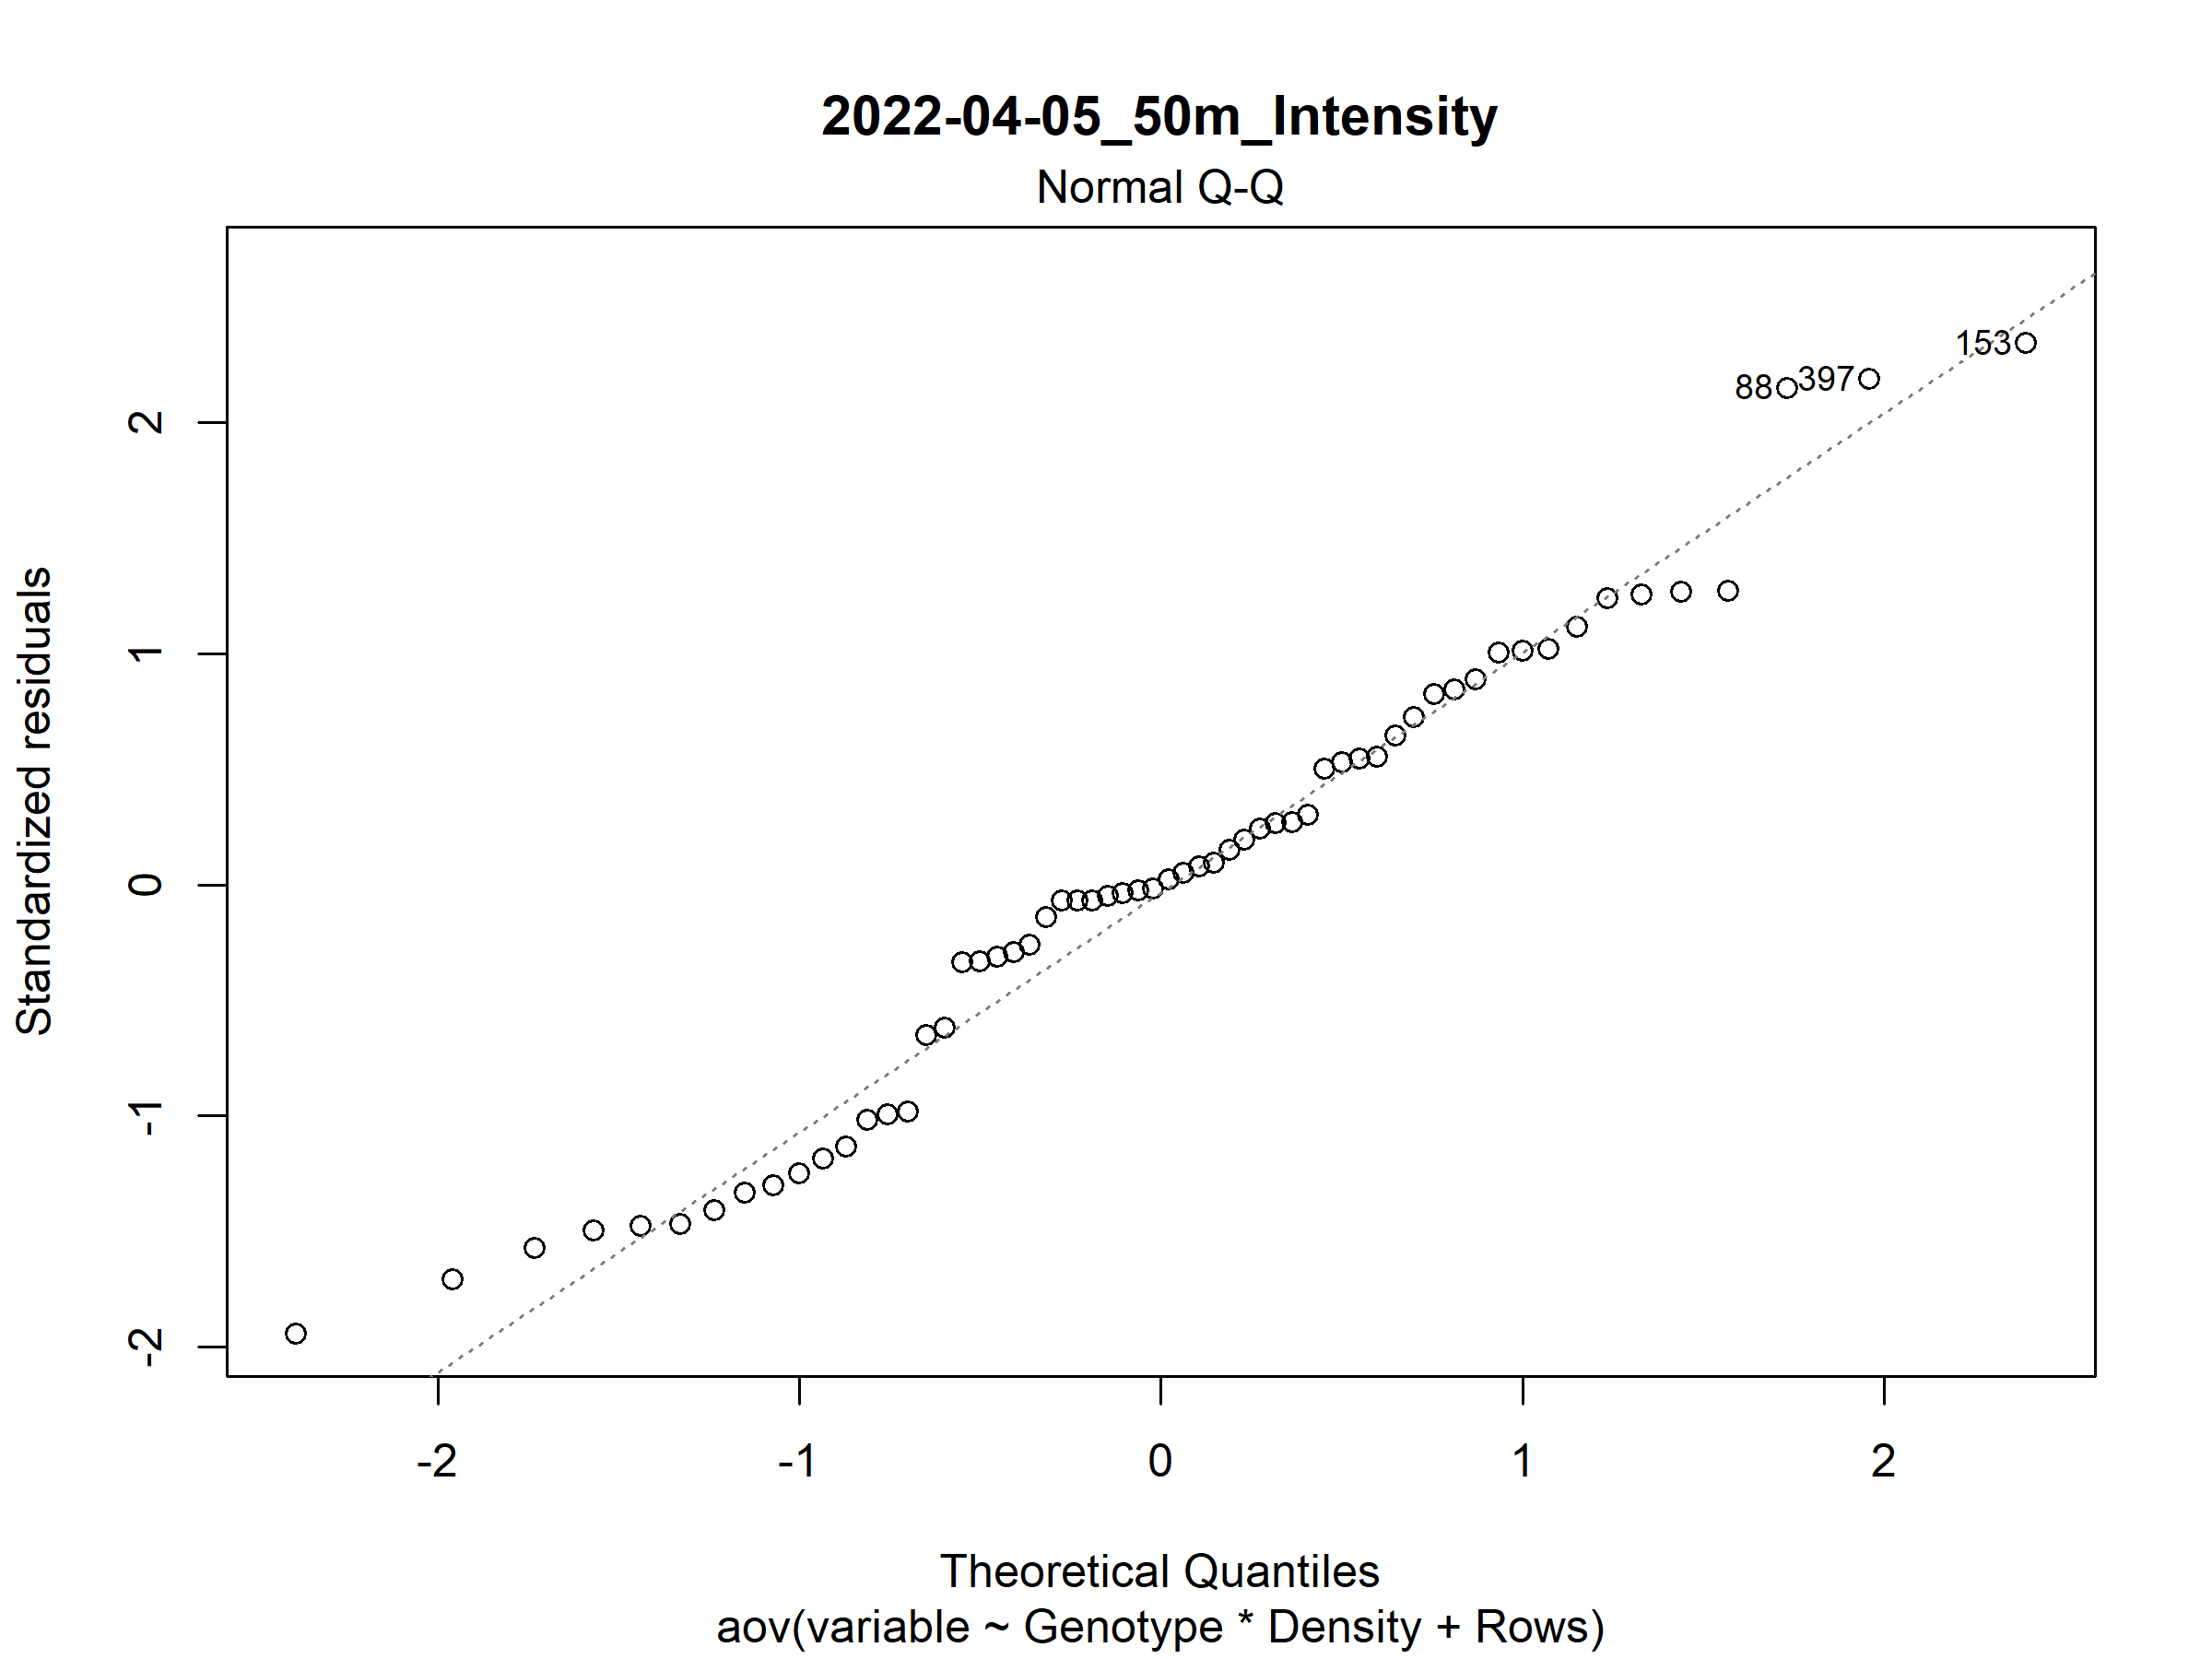 2022-04-05_50m_Intensity
Normal Q-Q
Standardized residuals
2
1
0
-1
-2
153
88
397
-2
-1
0
1
2
Theoretical Quantiles
aov(variable ~ Genotype * Density + Rows)